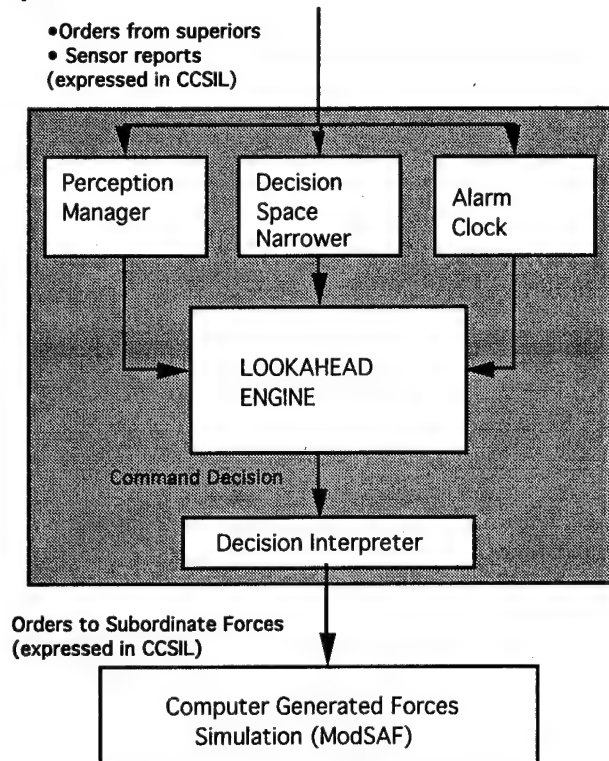 •Orders from superiors
• Sensor reports
(expressed in CCSIL)
Perception
Manager
Decision
Space
Narrower
Alarm
Clock
LOOKAHEAD
ENGINE
Command Decision
Decision Interpreter
Orders to Subordinate Forces
(expressed in CCSIL)
Computer Generated Forces
Simulation (ModSAF)